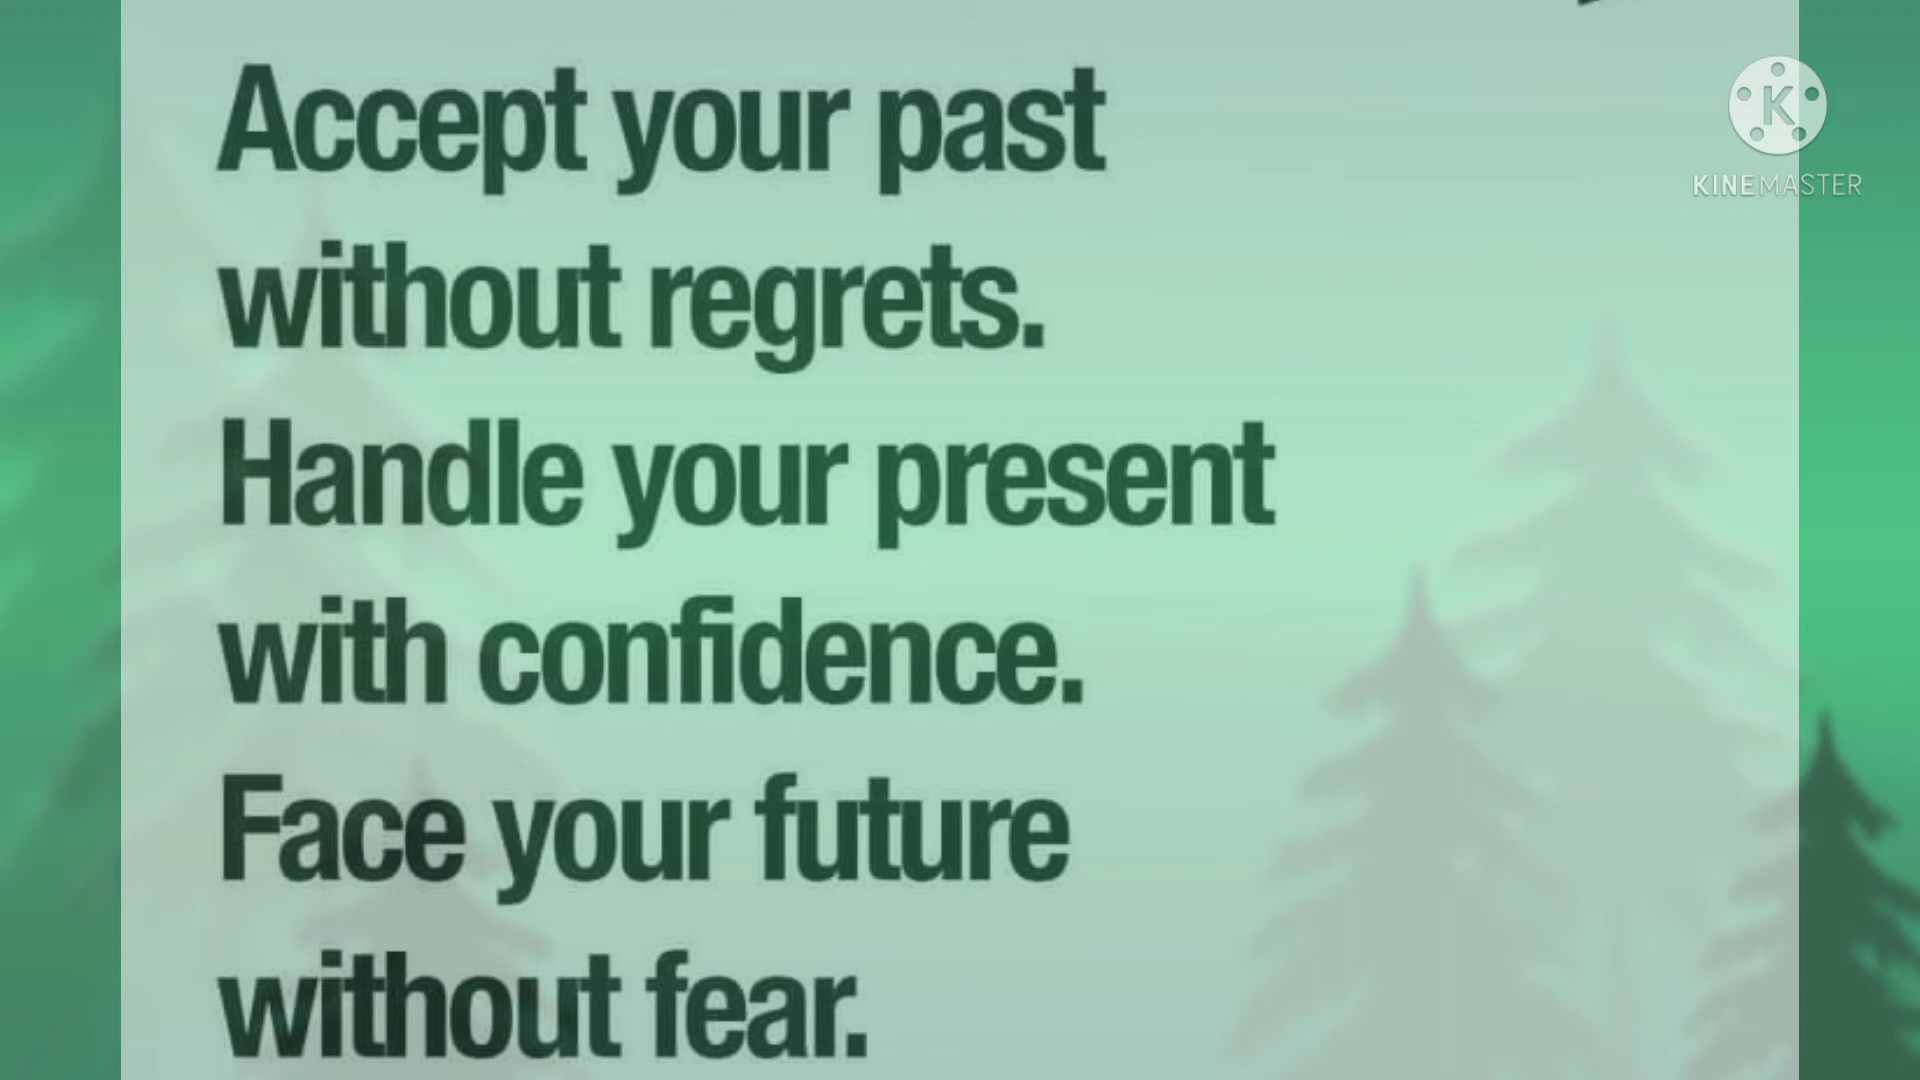 Accept your past
without regrets.
Handle your present
with confidence.
Face your future
without fear.
K
KINEMASTER